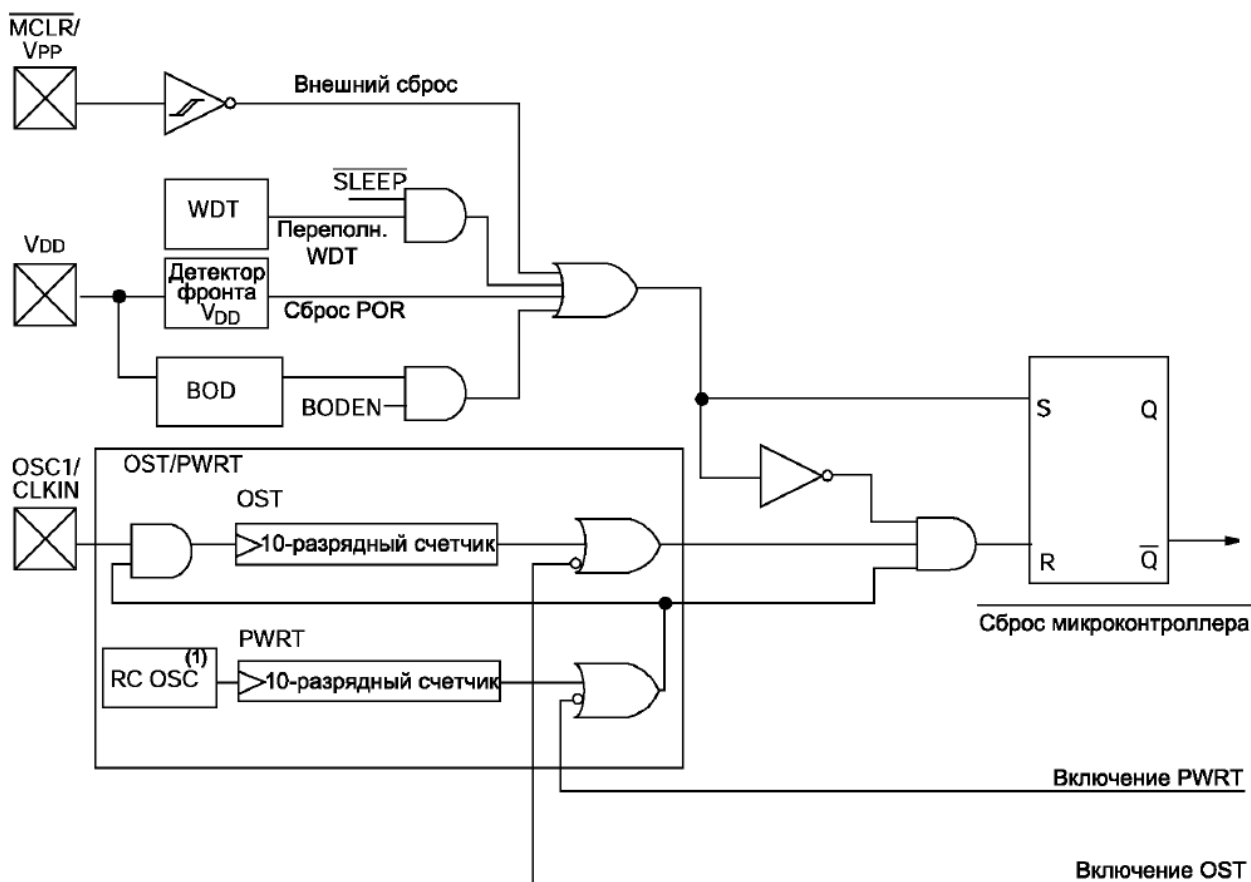 MCLR/
VPP
Внешний сброс
SLEEP
WDT
Переполн.
WDT
VDD
Детектор
фронта
VDD
Сброс POR
BOD
BODEN
S
Q
OSC1/
CLKIN
OST/PWRT
OST
10-разрядный счетчик
R
Q
Сброс микроконтроллера
PWRT
RC OSC (1)
10-разрядный счетчик
Включение PWRT
Включение OST